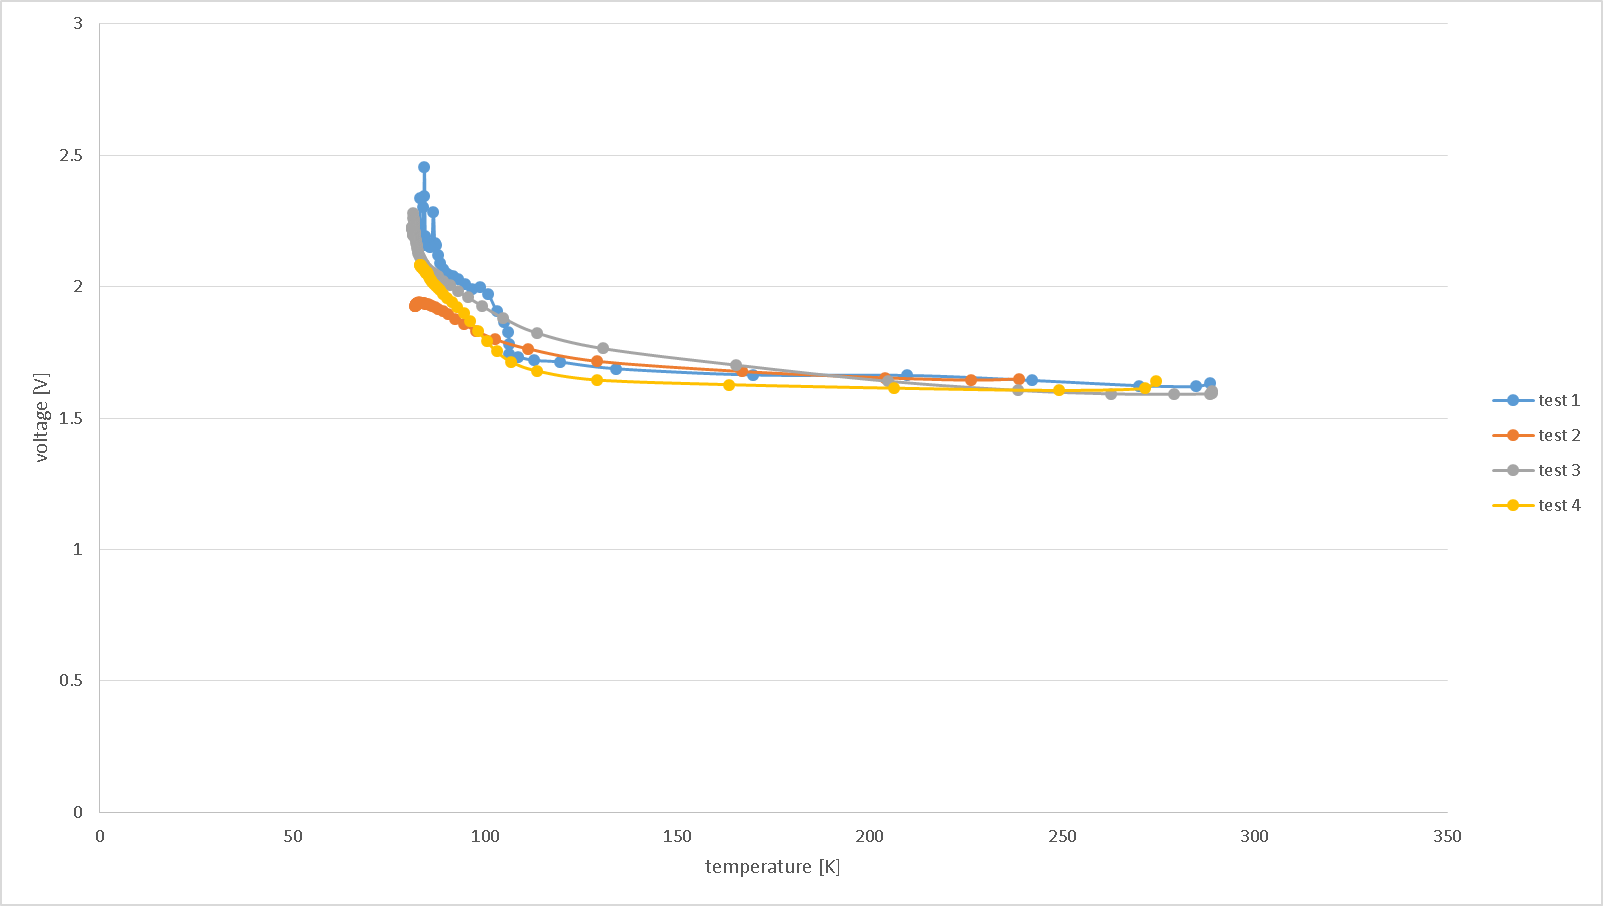 3
2.5
2
1.5
1
0.5
0
voltage [V]
0 50 100 150 200 250 300 350
temperature [K]
test 1
test 2
test 3
test 4